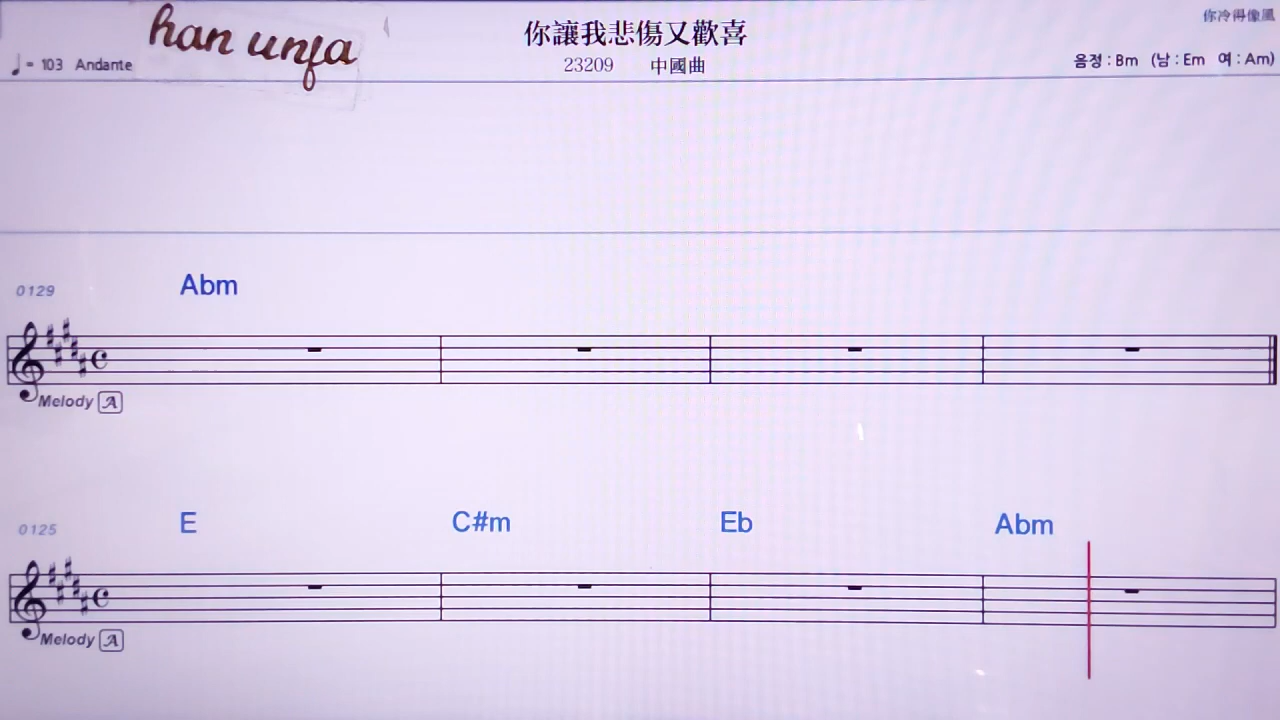 han unfa
你讓我悲傷又歡喜
你冷得像風
♩= 103 Andante
23209 中國曲
음정 : Bm (남 : Em 여 : Am)
0129 Abm
Melody A
0125 E C#m Eb Abm
Melody A